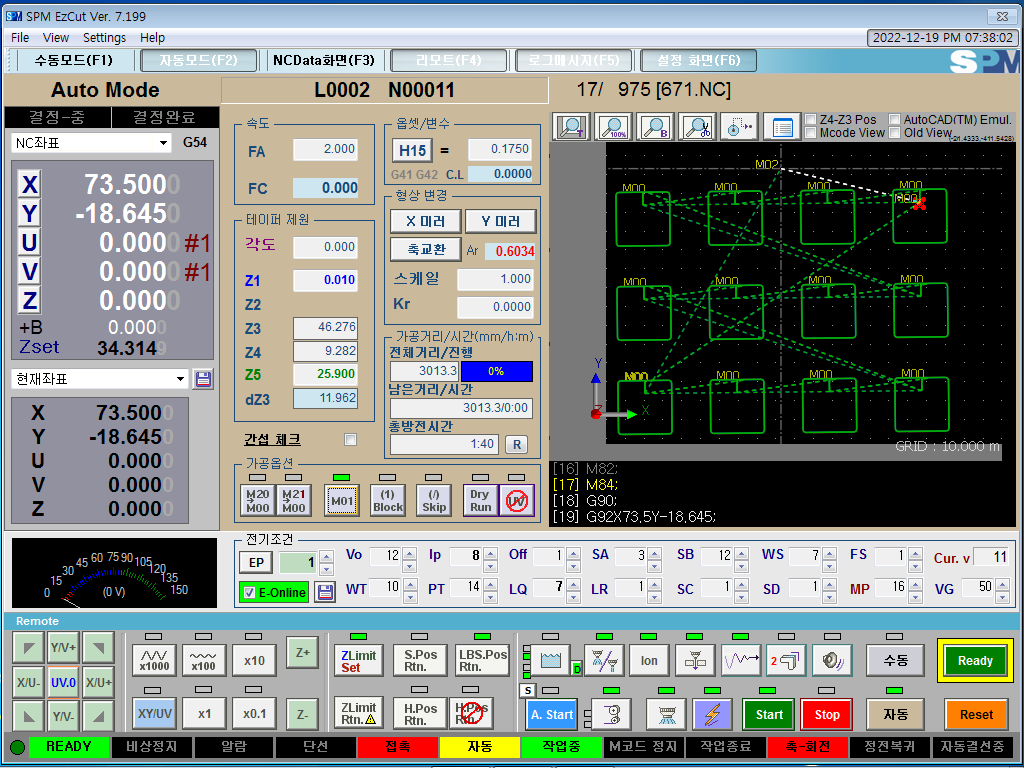 SPM EzCut Ver. 7.199
File View Settings Help
2022-12-19 PM 07:38:02
수동모드(F1) 자동모드(F2) NCData화면(F3) 리모트(F4) 로그메시지(F5) 설정 화면(F6)
SPM
Auto Mode
L0002 N00011
17/ 975 [671.NC]
결정-중 결정완료
NC좌표 G54
X 73.5000
Y -18.6450
U 0.0000 #1
V 0.0000 #1
Z 0.0000
+B 0.0000
Zset 34.3149
현재좌표
X 73.5000
Y -18.6450
U 0.0000
V 0.0000
Z 0.0000
속도
FA 2.000
FC 0.000
테이퍼 제원
각도 0.000
Z1 0.010
Z2
Z3 46.276
Z4 9.282
Z5 25.900
dZ3 11.962
간섭 체크
옵셋/변수
H15 = 0.1750
G41 G42 C.L 0.0000
형상 변경
X 미러 Y 미러
축교환 Ar 0.6034
스케일 1.000
Kr 0.0000
가공거리/시간(mm/h:m)
전체거리/진행
3013.3 0%
남은거리/시간
3013.3/0:00
총방전시간
1:40 R
가공옵션
M20 M00
M21 M00
M01
(1) Block
(/) Skip
Dry Run
UV
T 100% B
Z4-Z3 Pos AutoCAD(TM) Emul.
Mcode View Old View
(-21.4333,-411.5428)
M02
M00 M00 M00 M00
M00
M00 M00 M00 M00
M00 M00 M00 M00
Y
Z X
GRID : 10.000 m
[16] M82;
[17] M84;
[18] G90;
[19] G92X73.5Y-18.645;
0 15 30 45 60 75 90 105 120 135 150
(0 V)
전기조건
EP 1
E-Online
Vo 12 Ip 8 Off 1 SA 3 SB 12 WS 7 FS 1 Cur. v 11
WT 10 PT 14 LQ 7 LR 1 SC 1 SD 1 MP 16 VG 50
Remote
Y/V+
X/U- UV.0 X/U+
Y/V-
x1000 x100 x10 Z+
XY/UV x1 x0.1 Z-
ZLimit Set
S.Pos Rtn.
LBS.Pos Rtn.
ZLimit Rtn.
H.Pos Rtn.
H.Pos Rtn.
D
Ion
2
수동
Ready
S
A. Start
Start
Stop
자동
Reset
READY 비상정지 알람 단선 접촉 자동 작업중 M코드 정지 작업종료 축-회전 정전복귀 자동결선중